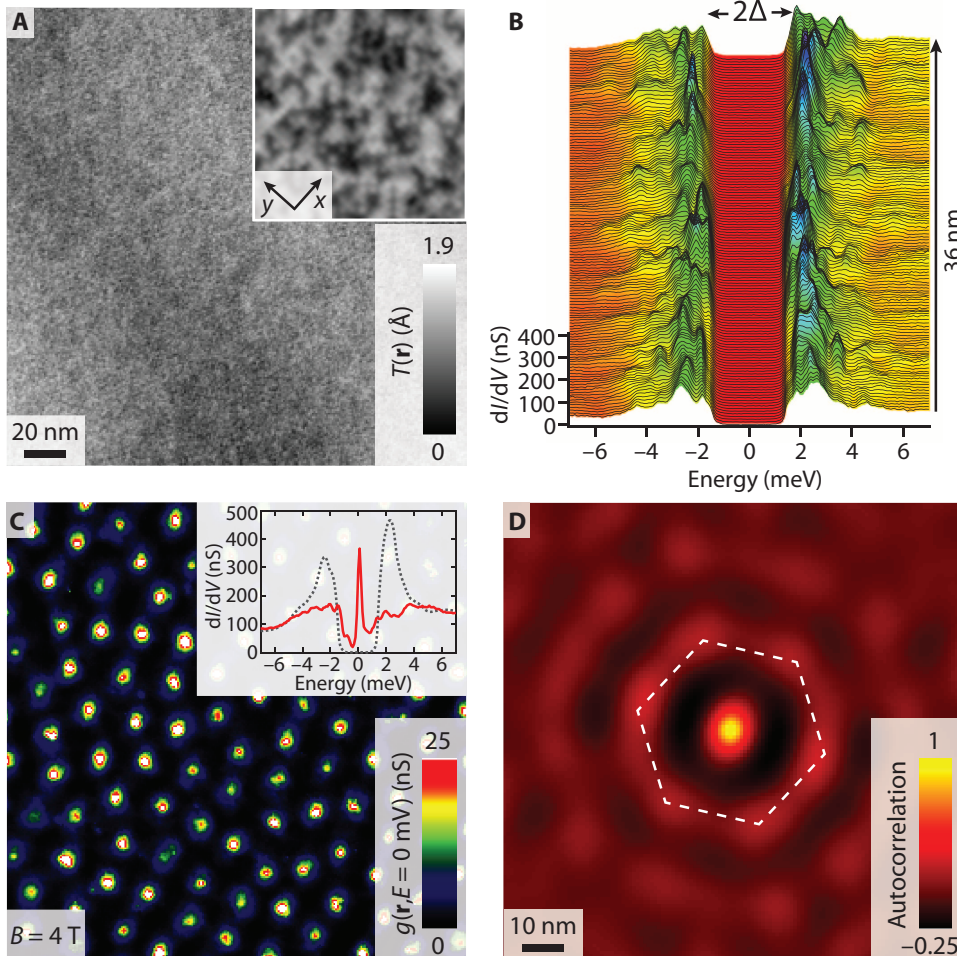 A
y
x
1.9
T(r) (Å)
0
20 nm
B
2Δ
36 nm
dI/dV (nS)
400
300
200
100
0
−6
−4
−2
0
2
4
6
Energy (meV)
C
dI/dV (nS)
500
400
300
200
100
0
−6
−4
−2
0
2
4
6
Energy (meV)
25
g(r,E = 0 mV) (nS)
0
B = 4 T
D
1
Autocorrelation
−0.25
10 nm